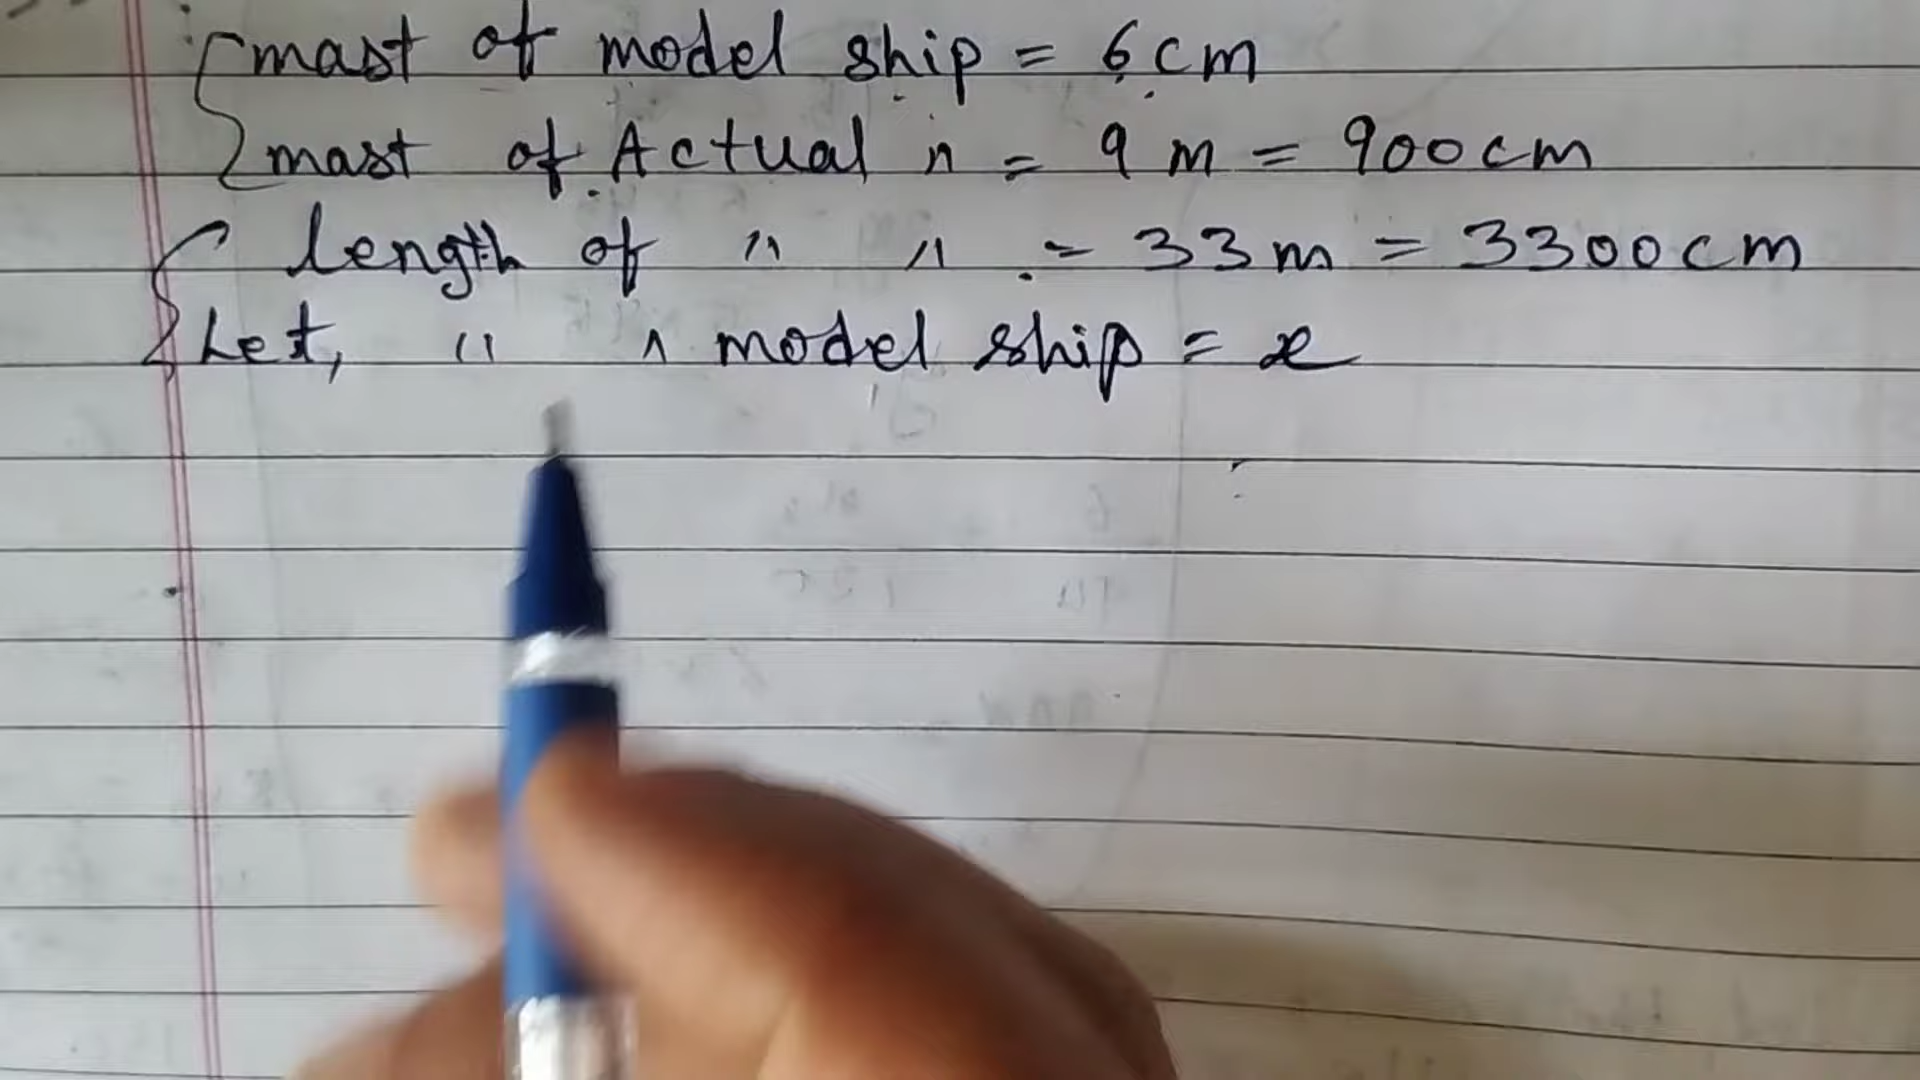 mast of model ship = 6 cm
mast of Actual " = 9 m = 900 cm
length of " " = 33 m = 3300 cm
Let, " " model ship = x